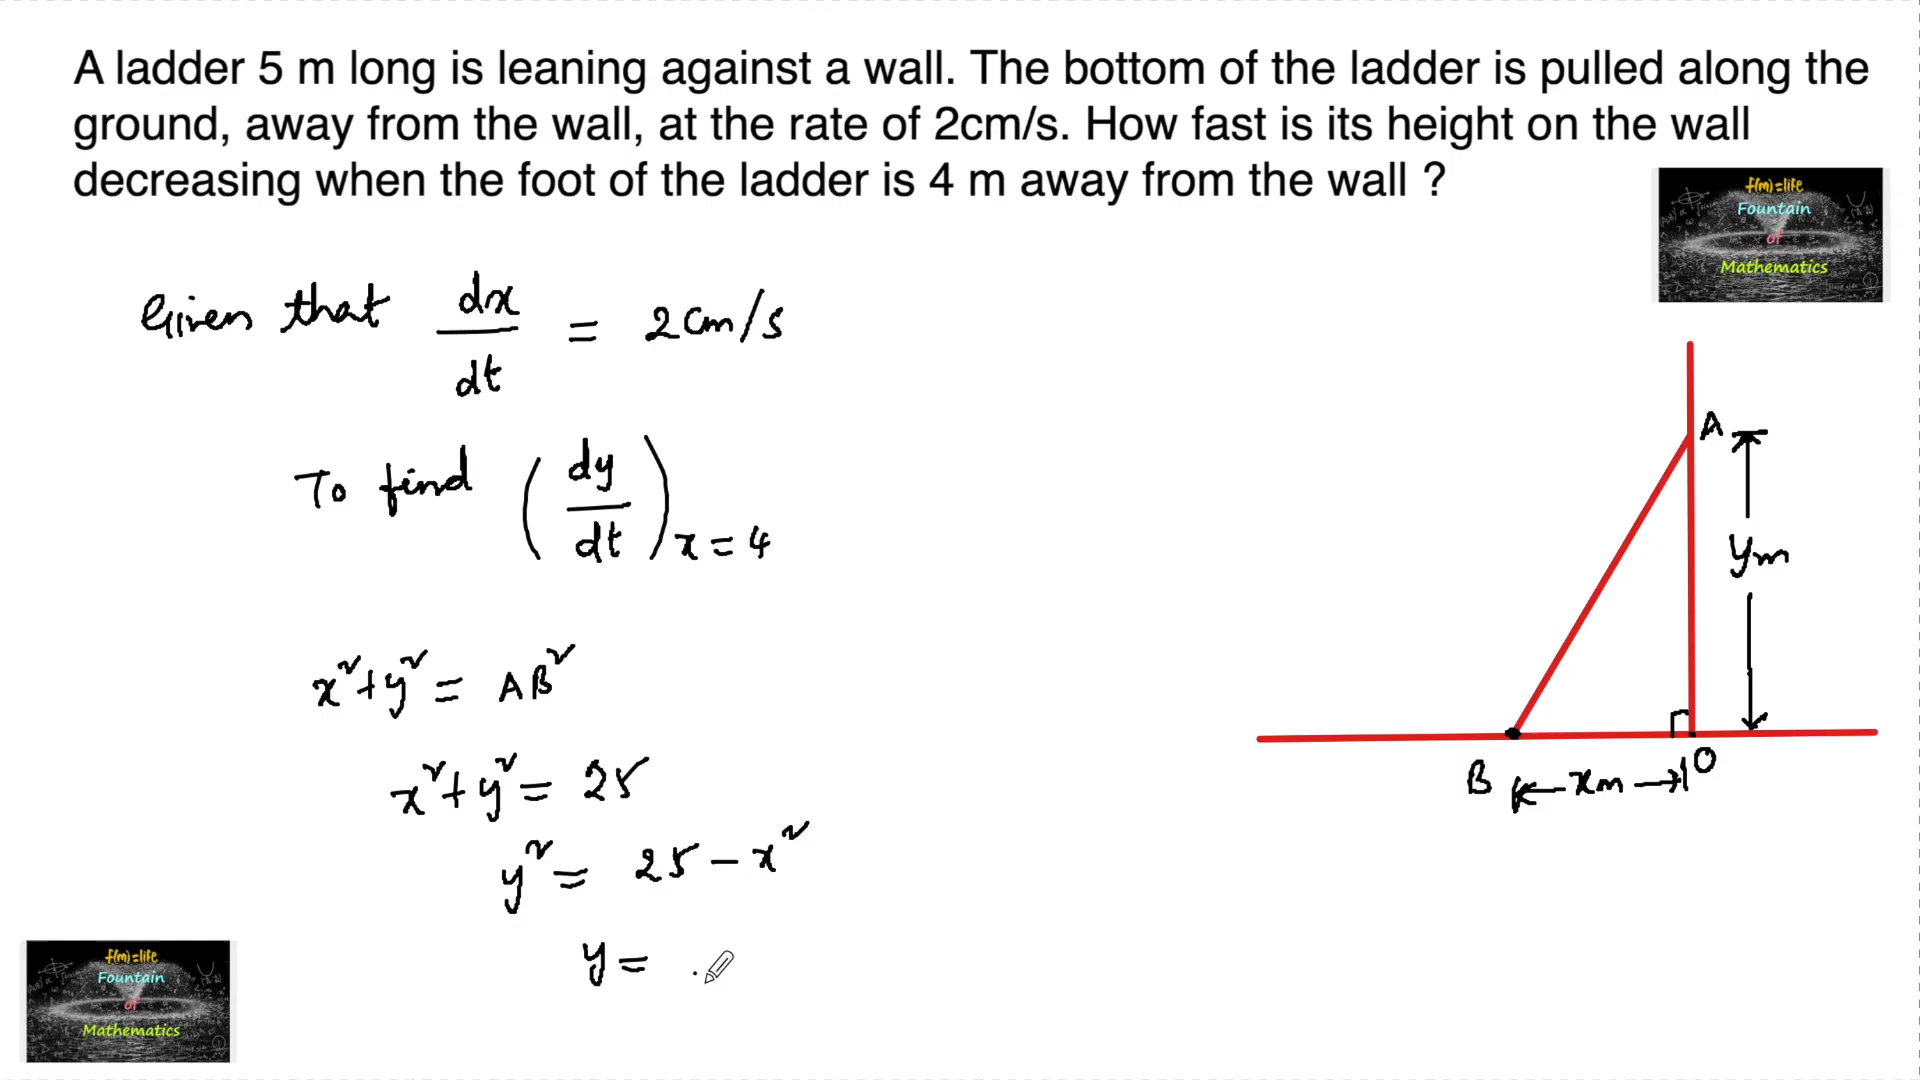 A ladder 5 m long is leaning against a wall. The bottom of the ladder is pulled along the
ground, away from the wall, at the rate of 2cm/s. How fast is its height on the wall
decreasing when the foot of the ladder is 4 m away from the wall ?
f(m)=life
Fountain
of
Mathematics
Given that dx/dt = 2cm/s
To find (dy/dt) x=4
x²+y² = AB²
x²+y² = 25
y² = 25-x²
y =
A
ym
B
xm
O
f(m)=life
Fountain
of
Mathematics